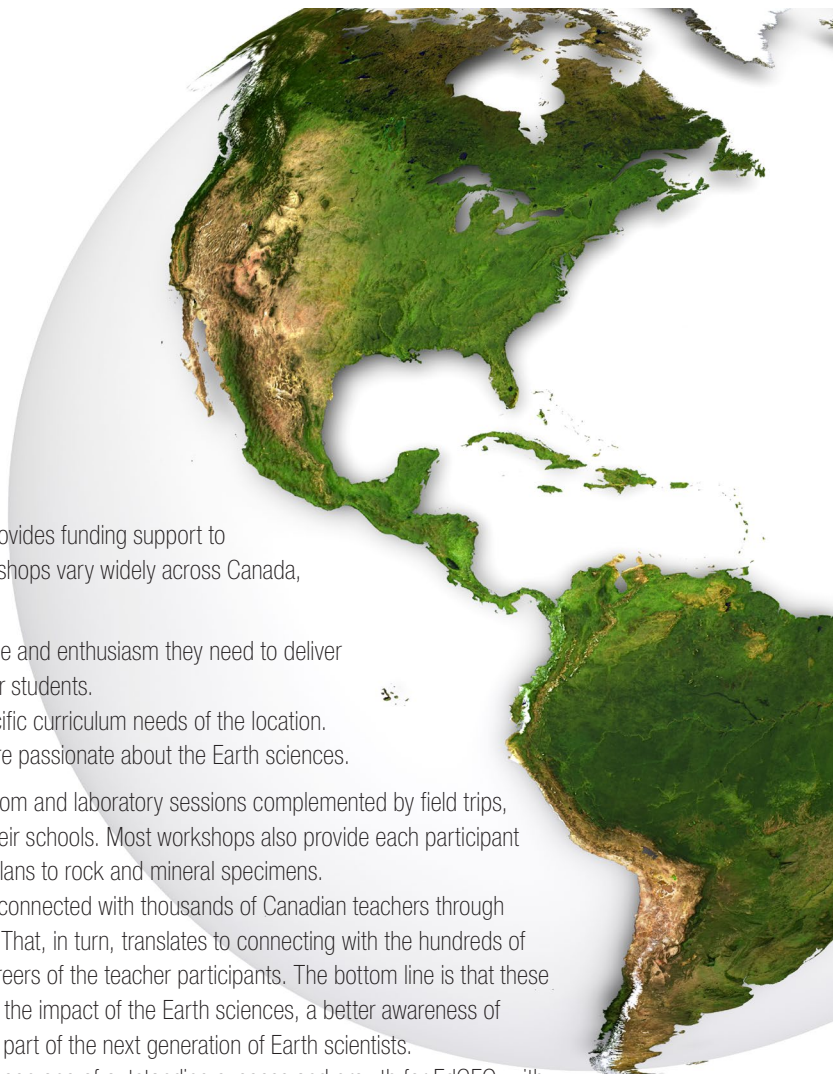 ovides funding support to
shops vary widely across Canada,
e and enthusiasm they need to deliver
r students.
cific curriculum needs of the location.
re passionate about the Earth sciences.
om and laboratory sessions complemented by field trips,
eir schools. Most workshops also provide each participant
lans to rock and mineral specimens.
connected with thousands of Canadian teachers through
That, in turn, translates to connecting with the hundreds of
reers of the teacher participants. The bottom line is that these
the impact of the Earth sciences, a better awareness of
part of the next generation of Earth scientists.